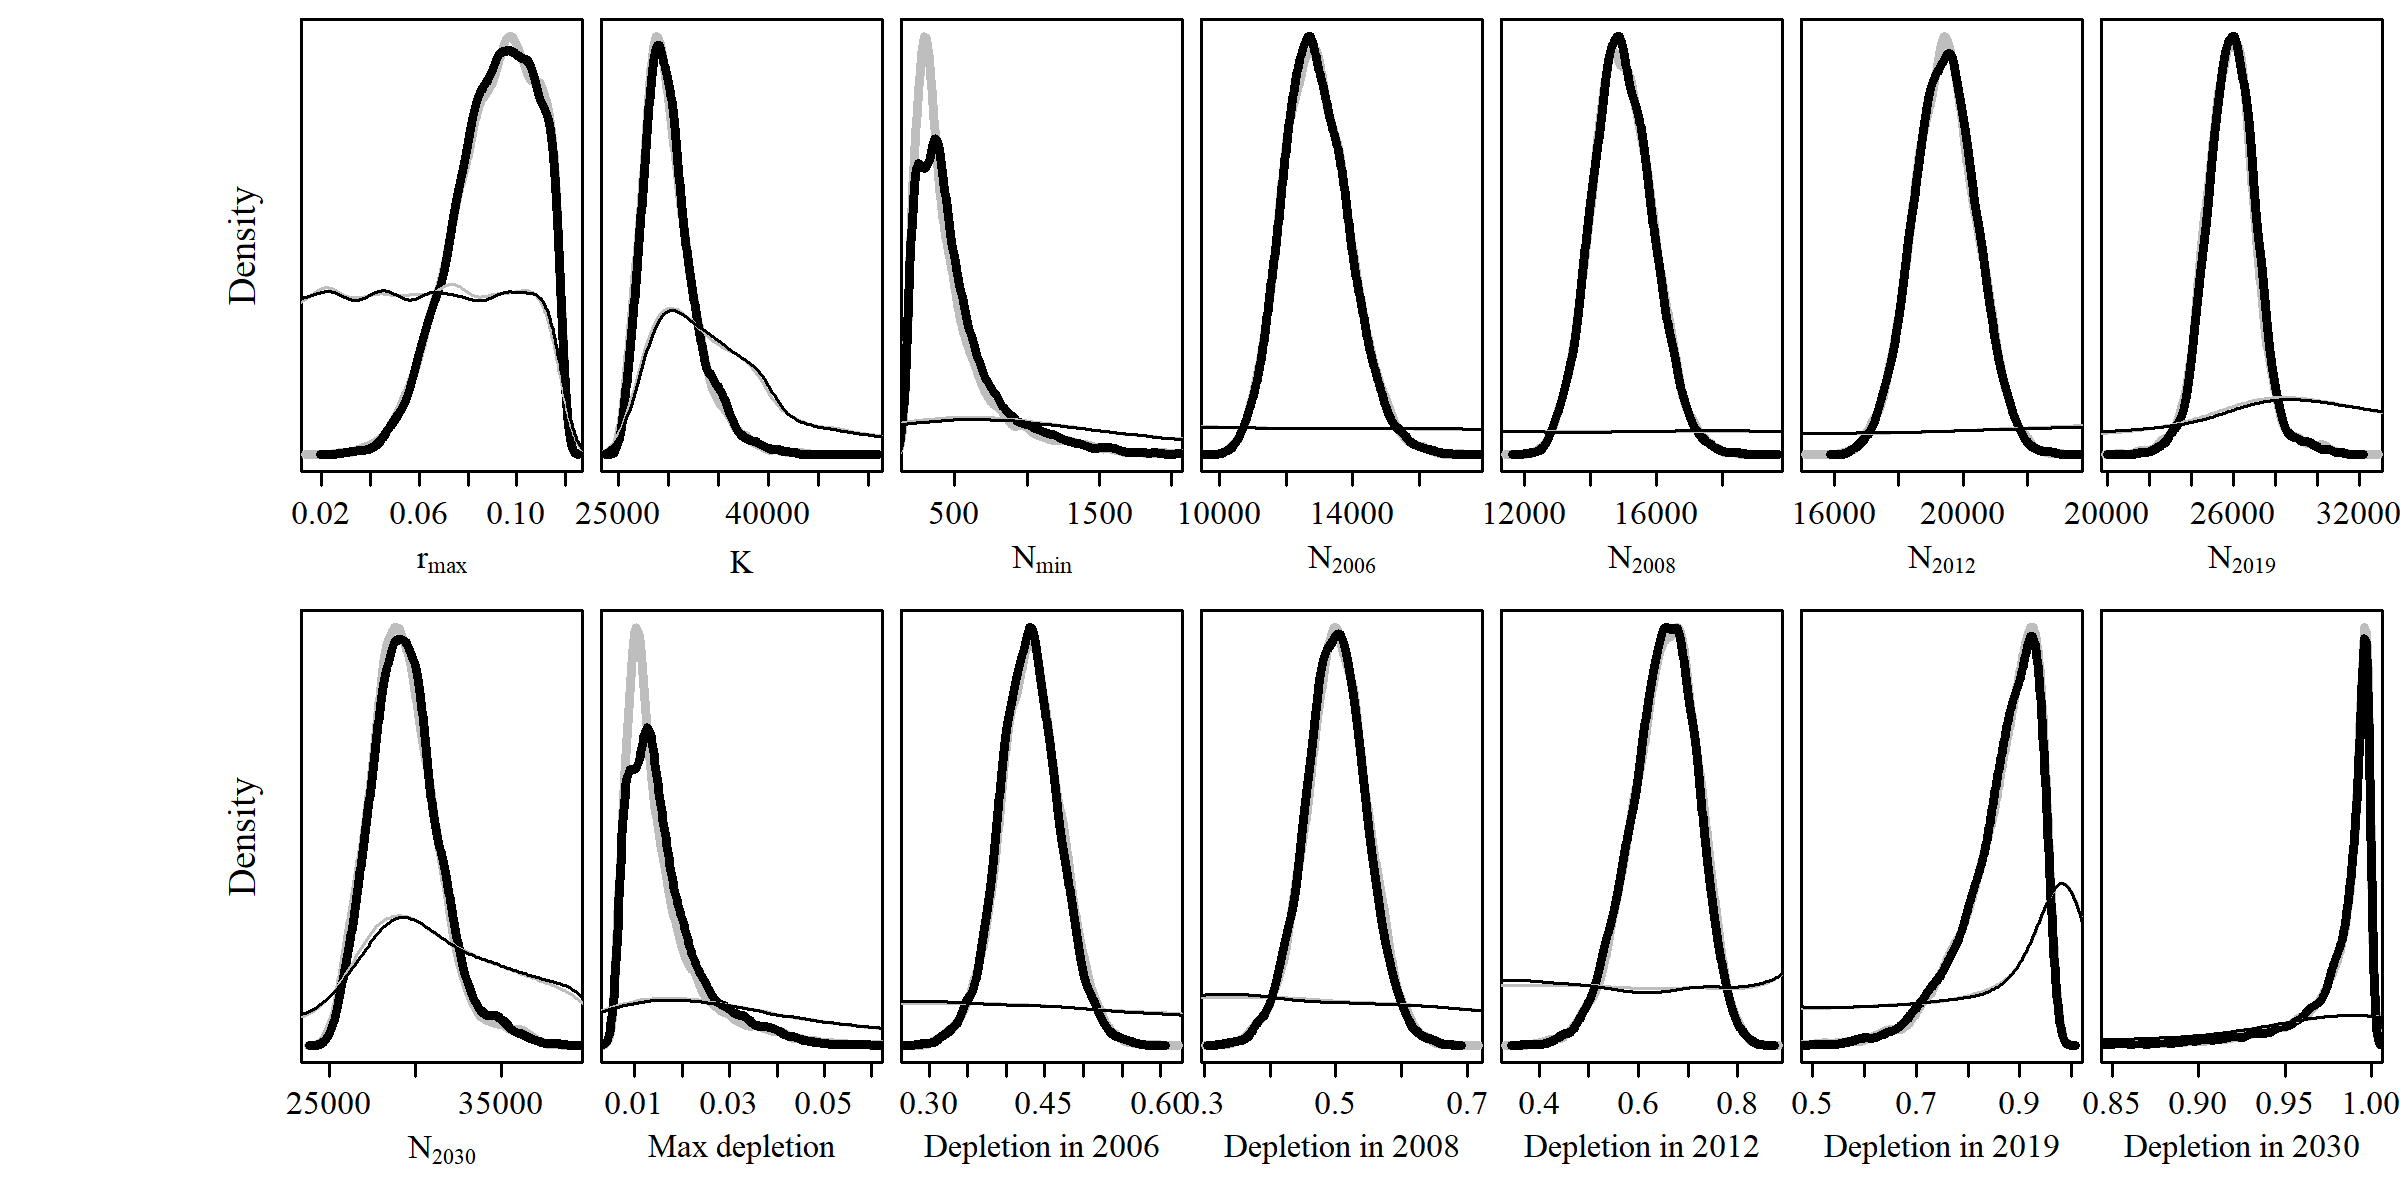 Density
0.02 0.06 0.10 25000 40000 500 1500 10000 14000 12000 16000 16000 20000 20000 26000 32000
rmax K Nmin N2006 N2008 N2012 N2019
Density
25000 35000 0.01 0.03 0.05 0.30 0.45 0.60 0.3 0.5 0.7 0.4 0.6 0.8 0.5 0.7 0.9 0.85 0.90 0.95 1.00
N2030 Max depletion Depletion in 2006 Depletion in 2008 Depletion in 2012 Depletion in 2019 Depletion in 2030